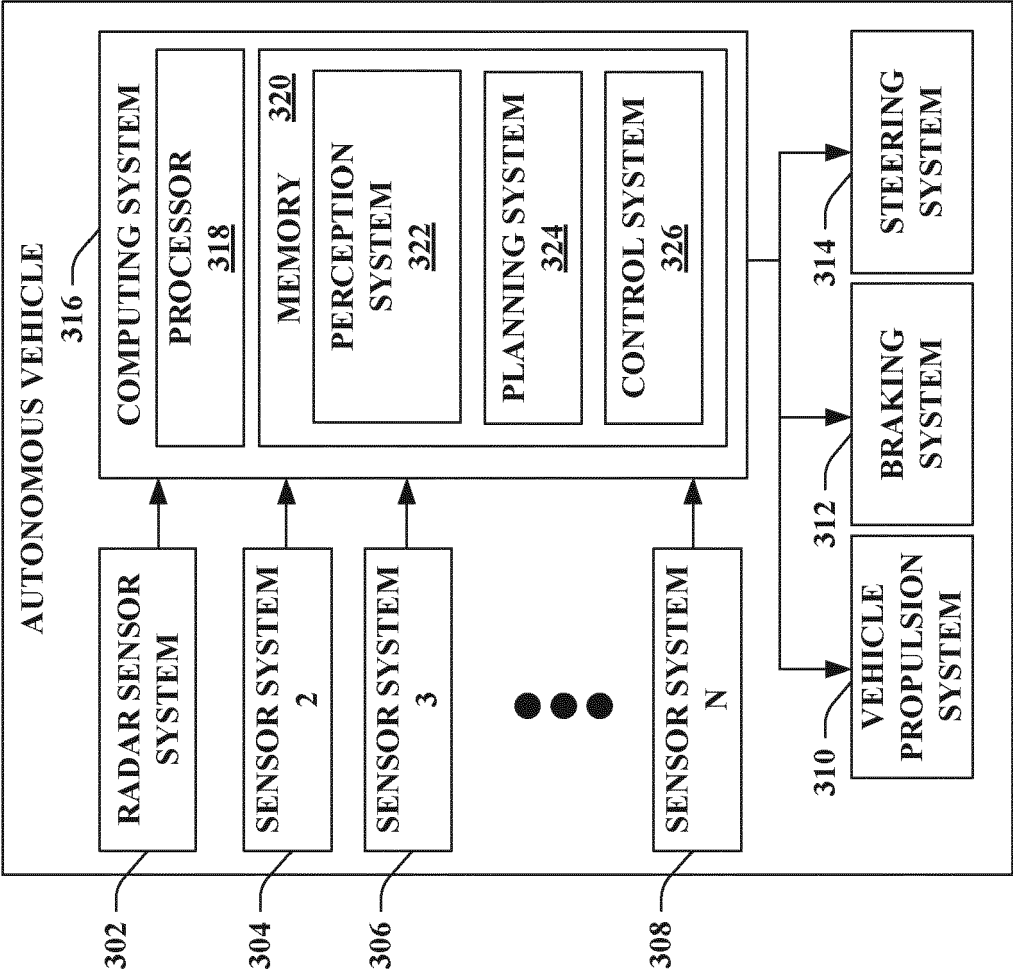 AUTONOMOUS VEHICLE
316
COMPUTING SYSTEM
PROCESSOR
318
MEMORY 320
PERCEPTION
SYSTEM
322
PLANNING SYSTEM
324
CONTROL SYSTEM
326
302
RADAR SENSOR
SYSTEM
304
SENSOR SYSTEM
2
306
SENSOR SYSTEM
3
308
SENSOR SYSTEM
N
310
VEHICLE
PROPULSION
SYSTEM
312
BRAKING
SYSTEM
314
STEERING
SYSTEM